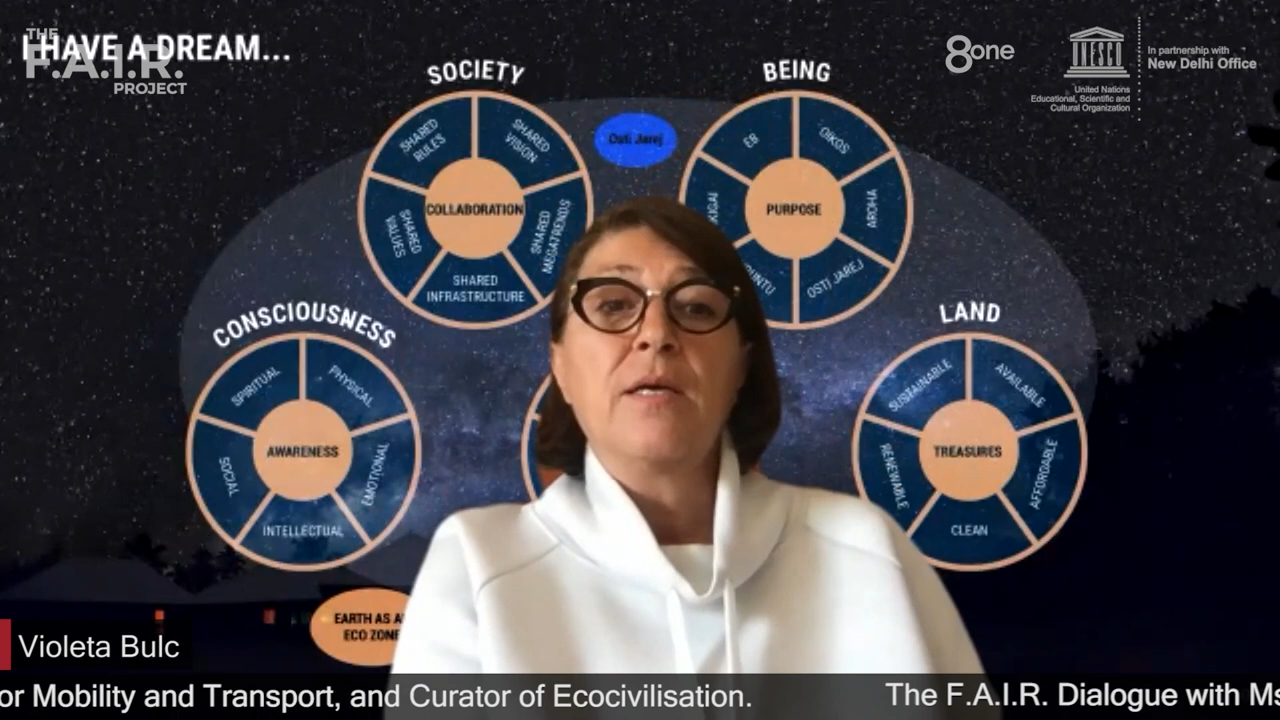 I HAVE A DREAM...
THE
F.A.I.R.
PROJECT
8one
UNESCO
United Nations
Educational, Scientific and
Cultural Organization
In partnership with
New Delhi Office
SOCIETY
SHARED
RULES
SHARED
VISION
SHARED
VALUES
SHARED
MEGATRENDS
SHARED
INFRASTRUCTURE
COLLABORATION
Osti Jarej
BEING
EB
OIKOS
AROHA
OSTI JAREJ
PURPOSE
CONSCIOUSNESS
SPIRITUAL
PHYSICAL
SOCIAL
EMOTIONAL
INTELLECTUAL
AWARENESS
LAND
SUSTAINABLE
AVAILABLE
RENEWABLE
AFFORDABLE
CLEAN
TREASURES
EARTH AS
ECO ZONE
Violeta Bulc
or Mobility and Transport, and Curator of Ecocivilisation.
The F.A.I.R. Dialogue with Ms